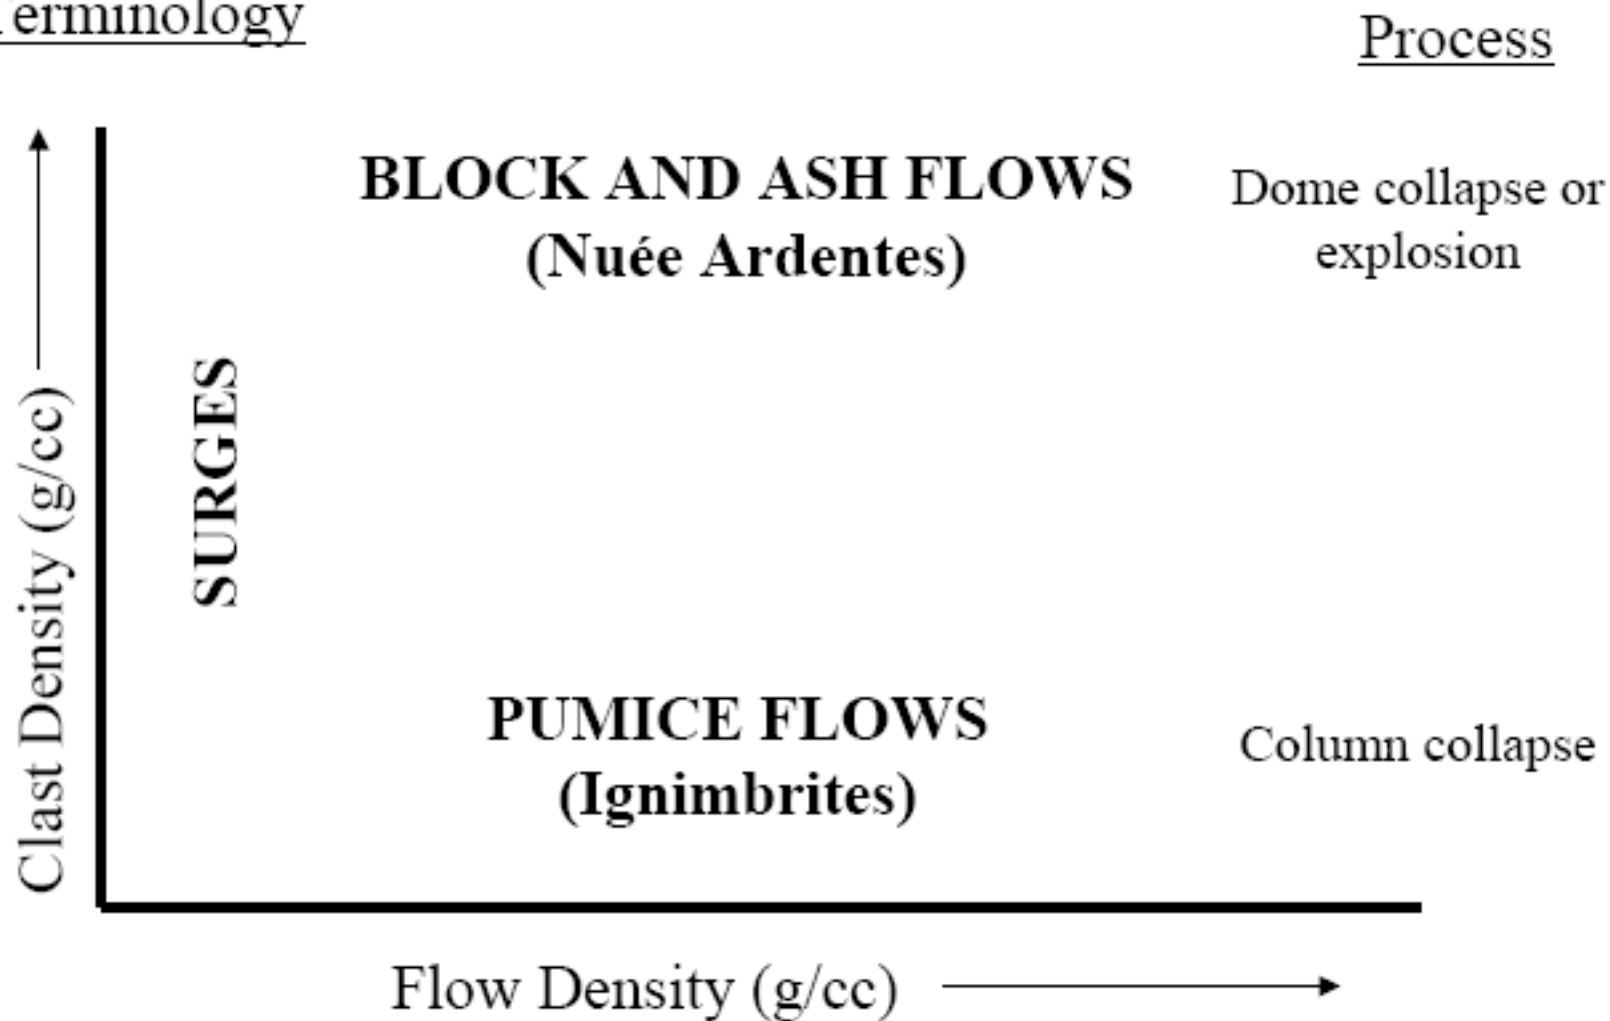 Terminology
Process
BLOCK AND ASH FLOWS
(Nuée Ardentes)
Dome collapse or
explosion
SURGES
Clast Density (g/cc)
PUMICE FLOWS
(Ignimbrites)
Column collapse
Flow Density (g/cc)